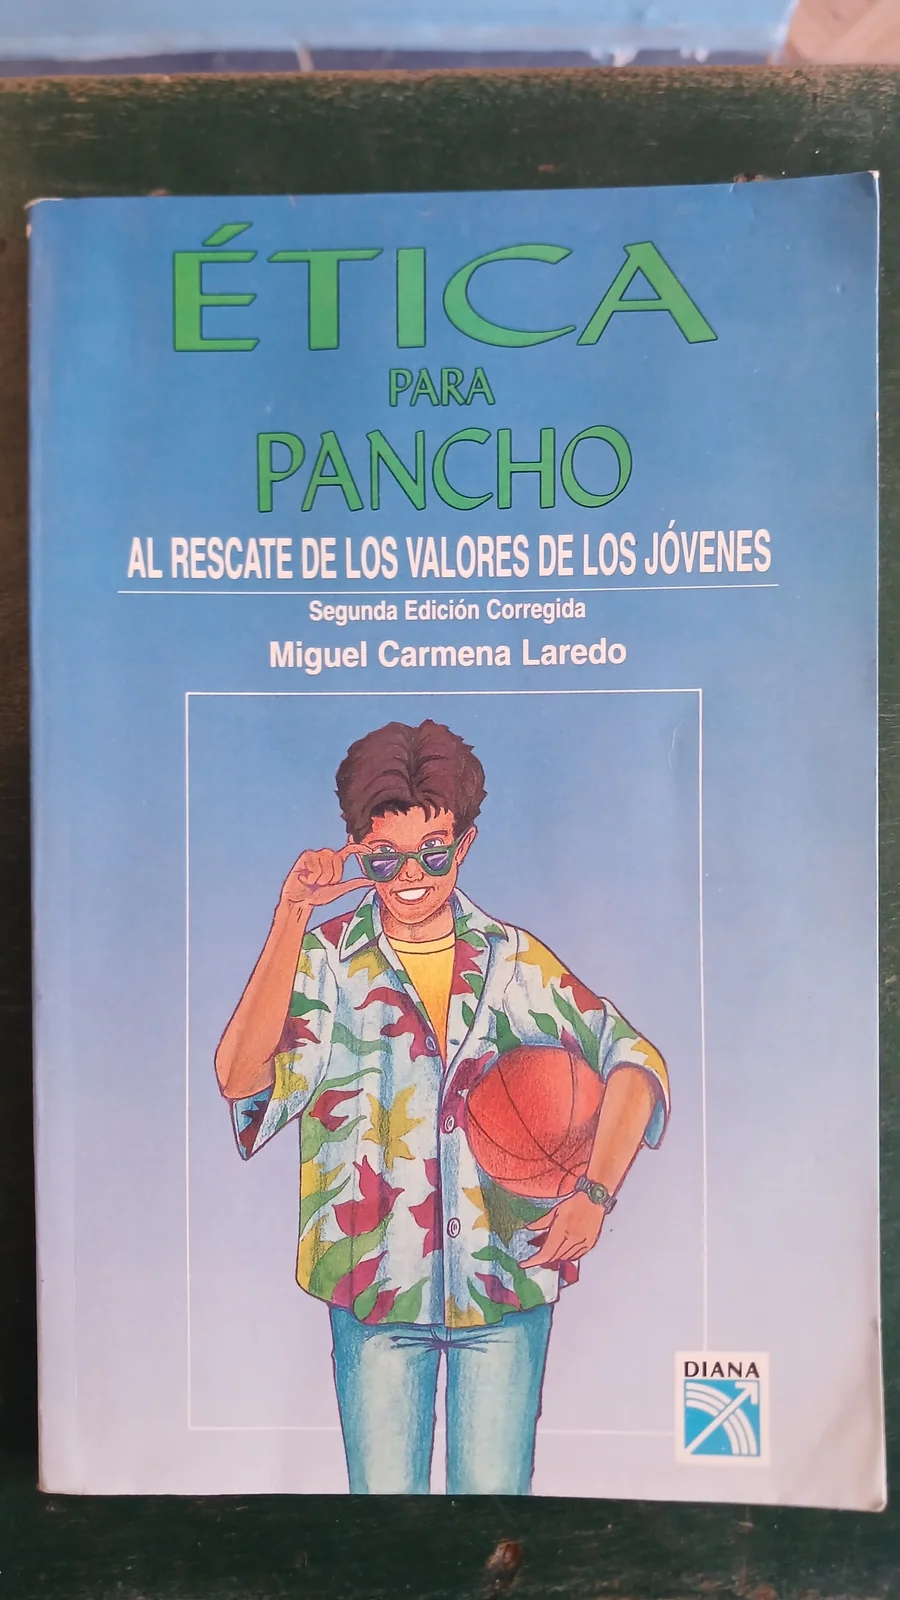 ÉTICA
PARA
PANCHO
AL RESCATE DE LOS VALORES DE LOS JÓVENES
Segunda Edición Corregida
Miguel Carmena Laredo
DIANA